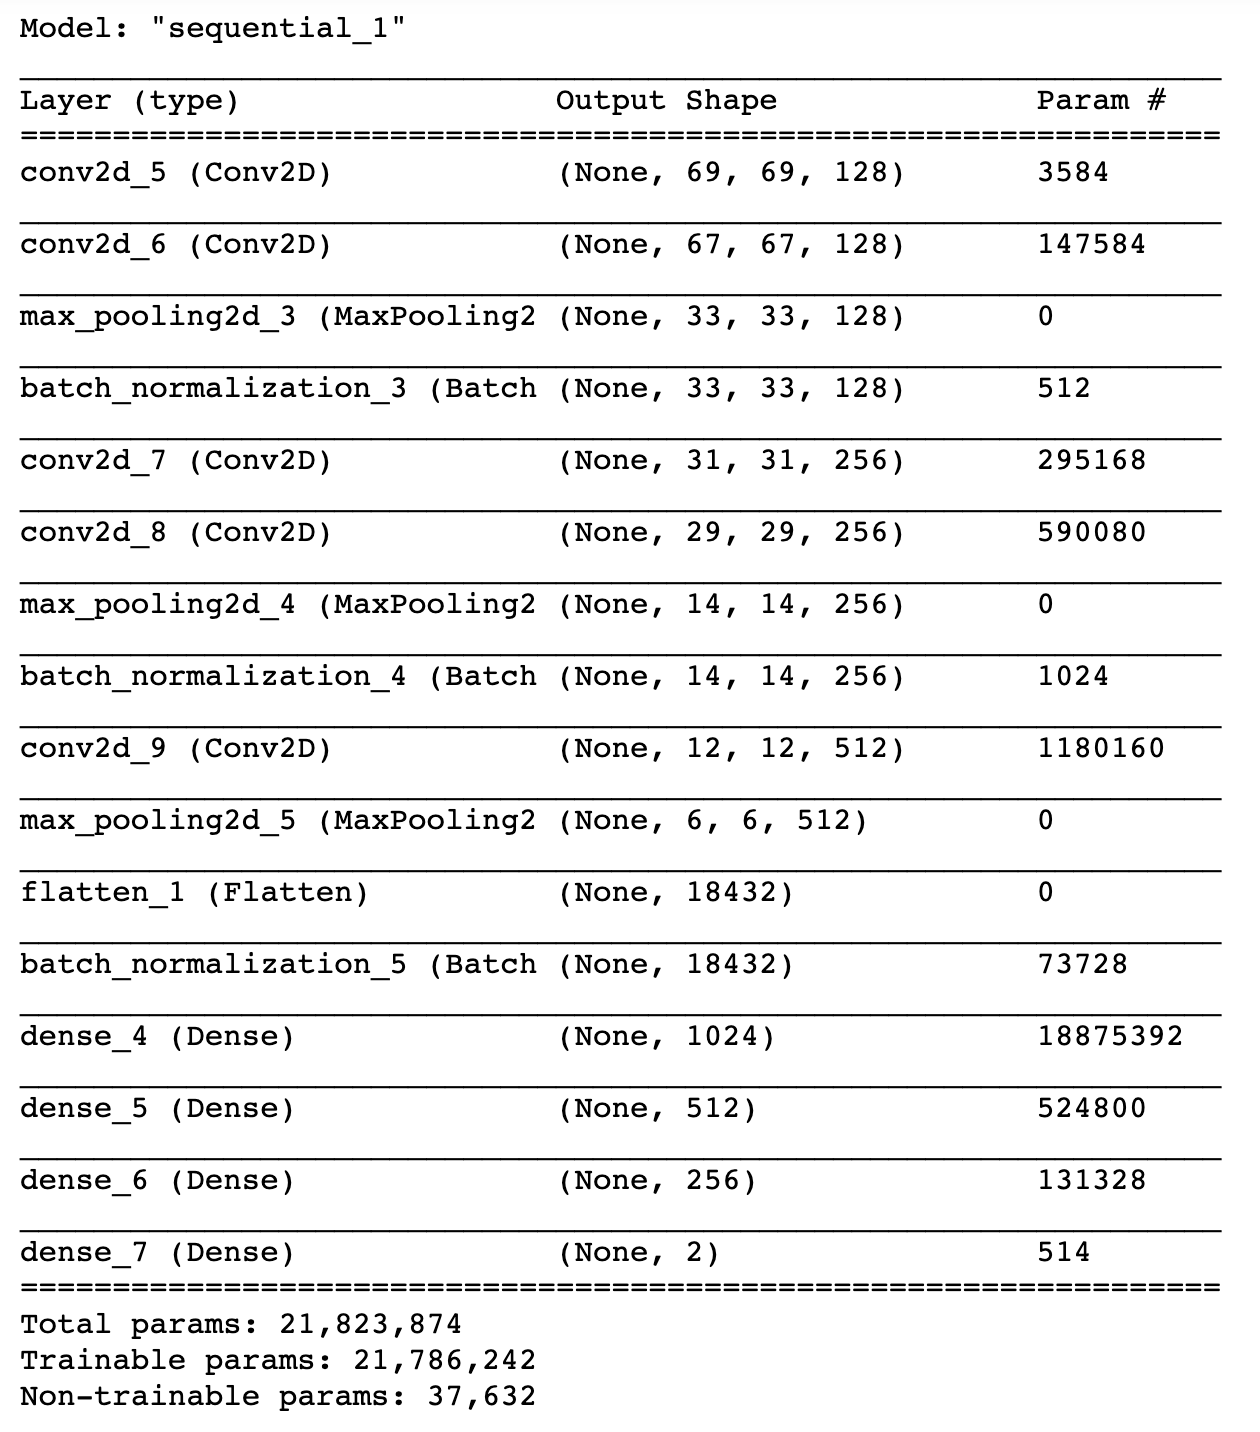 Model: "sequential_1"
Layer (type) Output Shape Param #
conv2d_5 (Conv2D) (None, 69, 69, 128) 3584
conv2d_6 (Conv2D) (None, 67, 67, 128) 147584
max_pooling2d_3 (MaxPooling2 (None, 33, 33, 128) 0
batch_normalization_3 (Batch (None, 33, 33, 128) 512
conv2d_7 (Conv2D) (None, 31, 31, 256) 295168
conv2d_8 (Conv2D) (None, 29, 29, 256) 590080
max_pooling2d_4 (MaxPooling2 (None, 14, 14, 256) 0
batch_normalization_4 (Batch (None, 14, 14, 256) 1024
conv2d_9 (Conv2D) (None, 12, 12, 512) 1180160
max_pooling2d_5 (MaxPooling2 (None, 6, 6, 512) 0
flatten_1 (Flatten) (None, 18432) 0
batch_normalization_5 (Batch (None, 18432) 73728
dense_4 (Dense) (None, 1024) 18875392
dense_5 (Dense) (None, 512) 524800
dense_6 (Dense) (None, 256) 131328
dense_7 (Dense) (None, 2) 514
Total params: 21,823,874
Trainable params: 21,786,242
Non-trainable params: 37,632